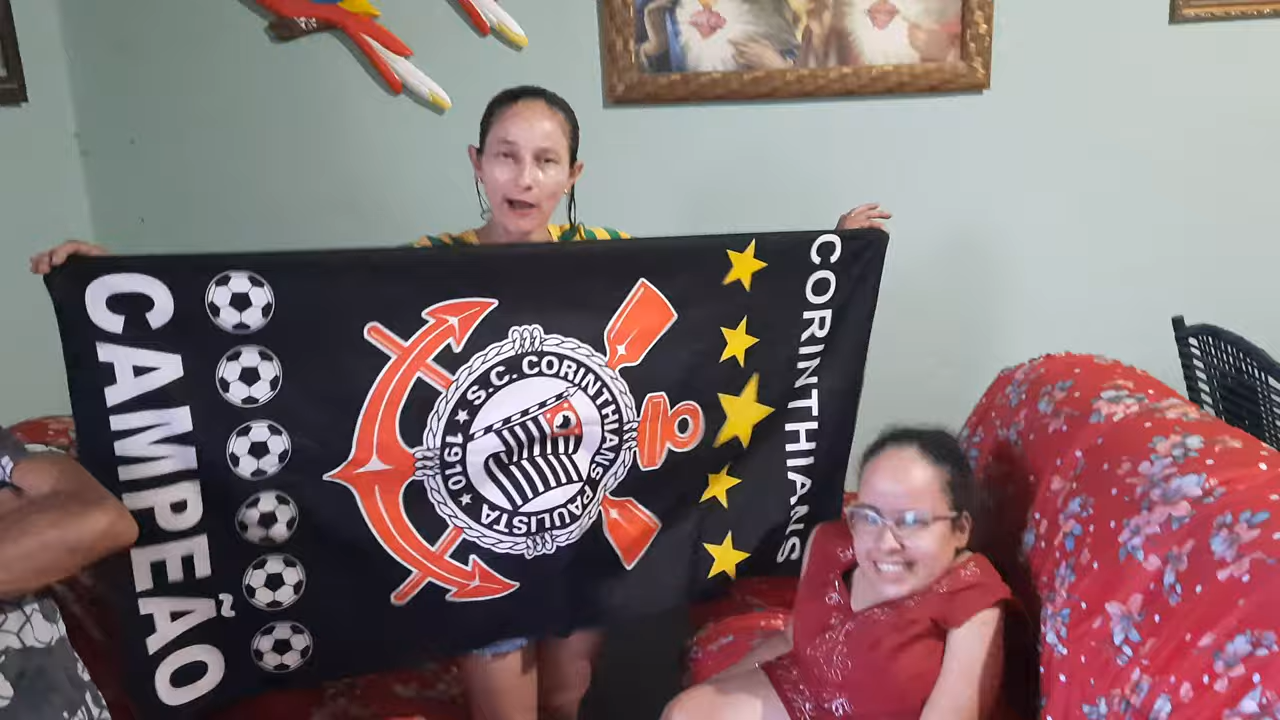 CAMPEÃO
S.C. CORINTHIANS PAULISTA
1910
CORINTHIANS